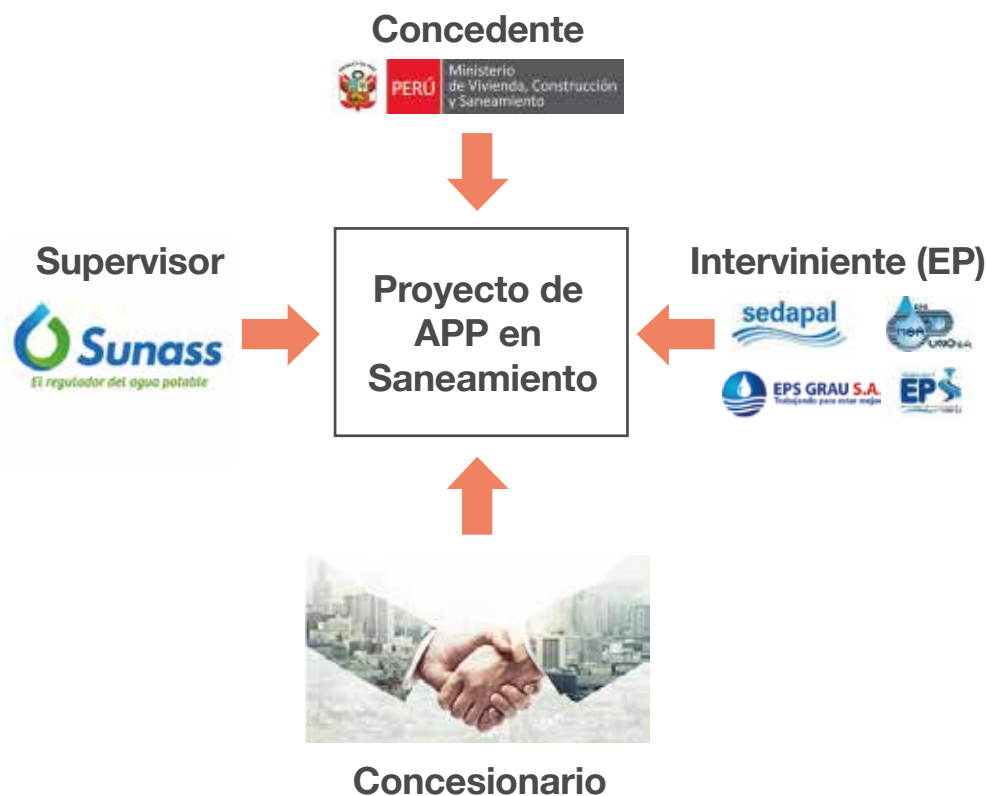 Concedente
PERÚ
Ministerio
de Vivienda, Construcción
y Saneamiento
Supervisor
Sunass
El regulador del agua potable
Proyecto de
APP en
Saneamiento
Interviniente (EP)
sedapal
EPS
EPS GRAU S.A.
Trabajando para estar mejor
EPS
Concesionario